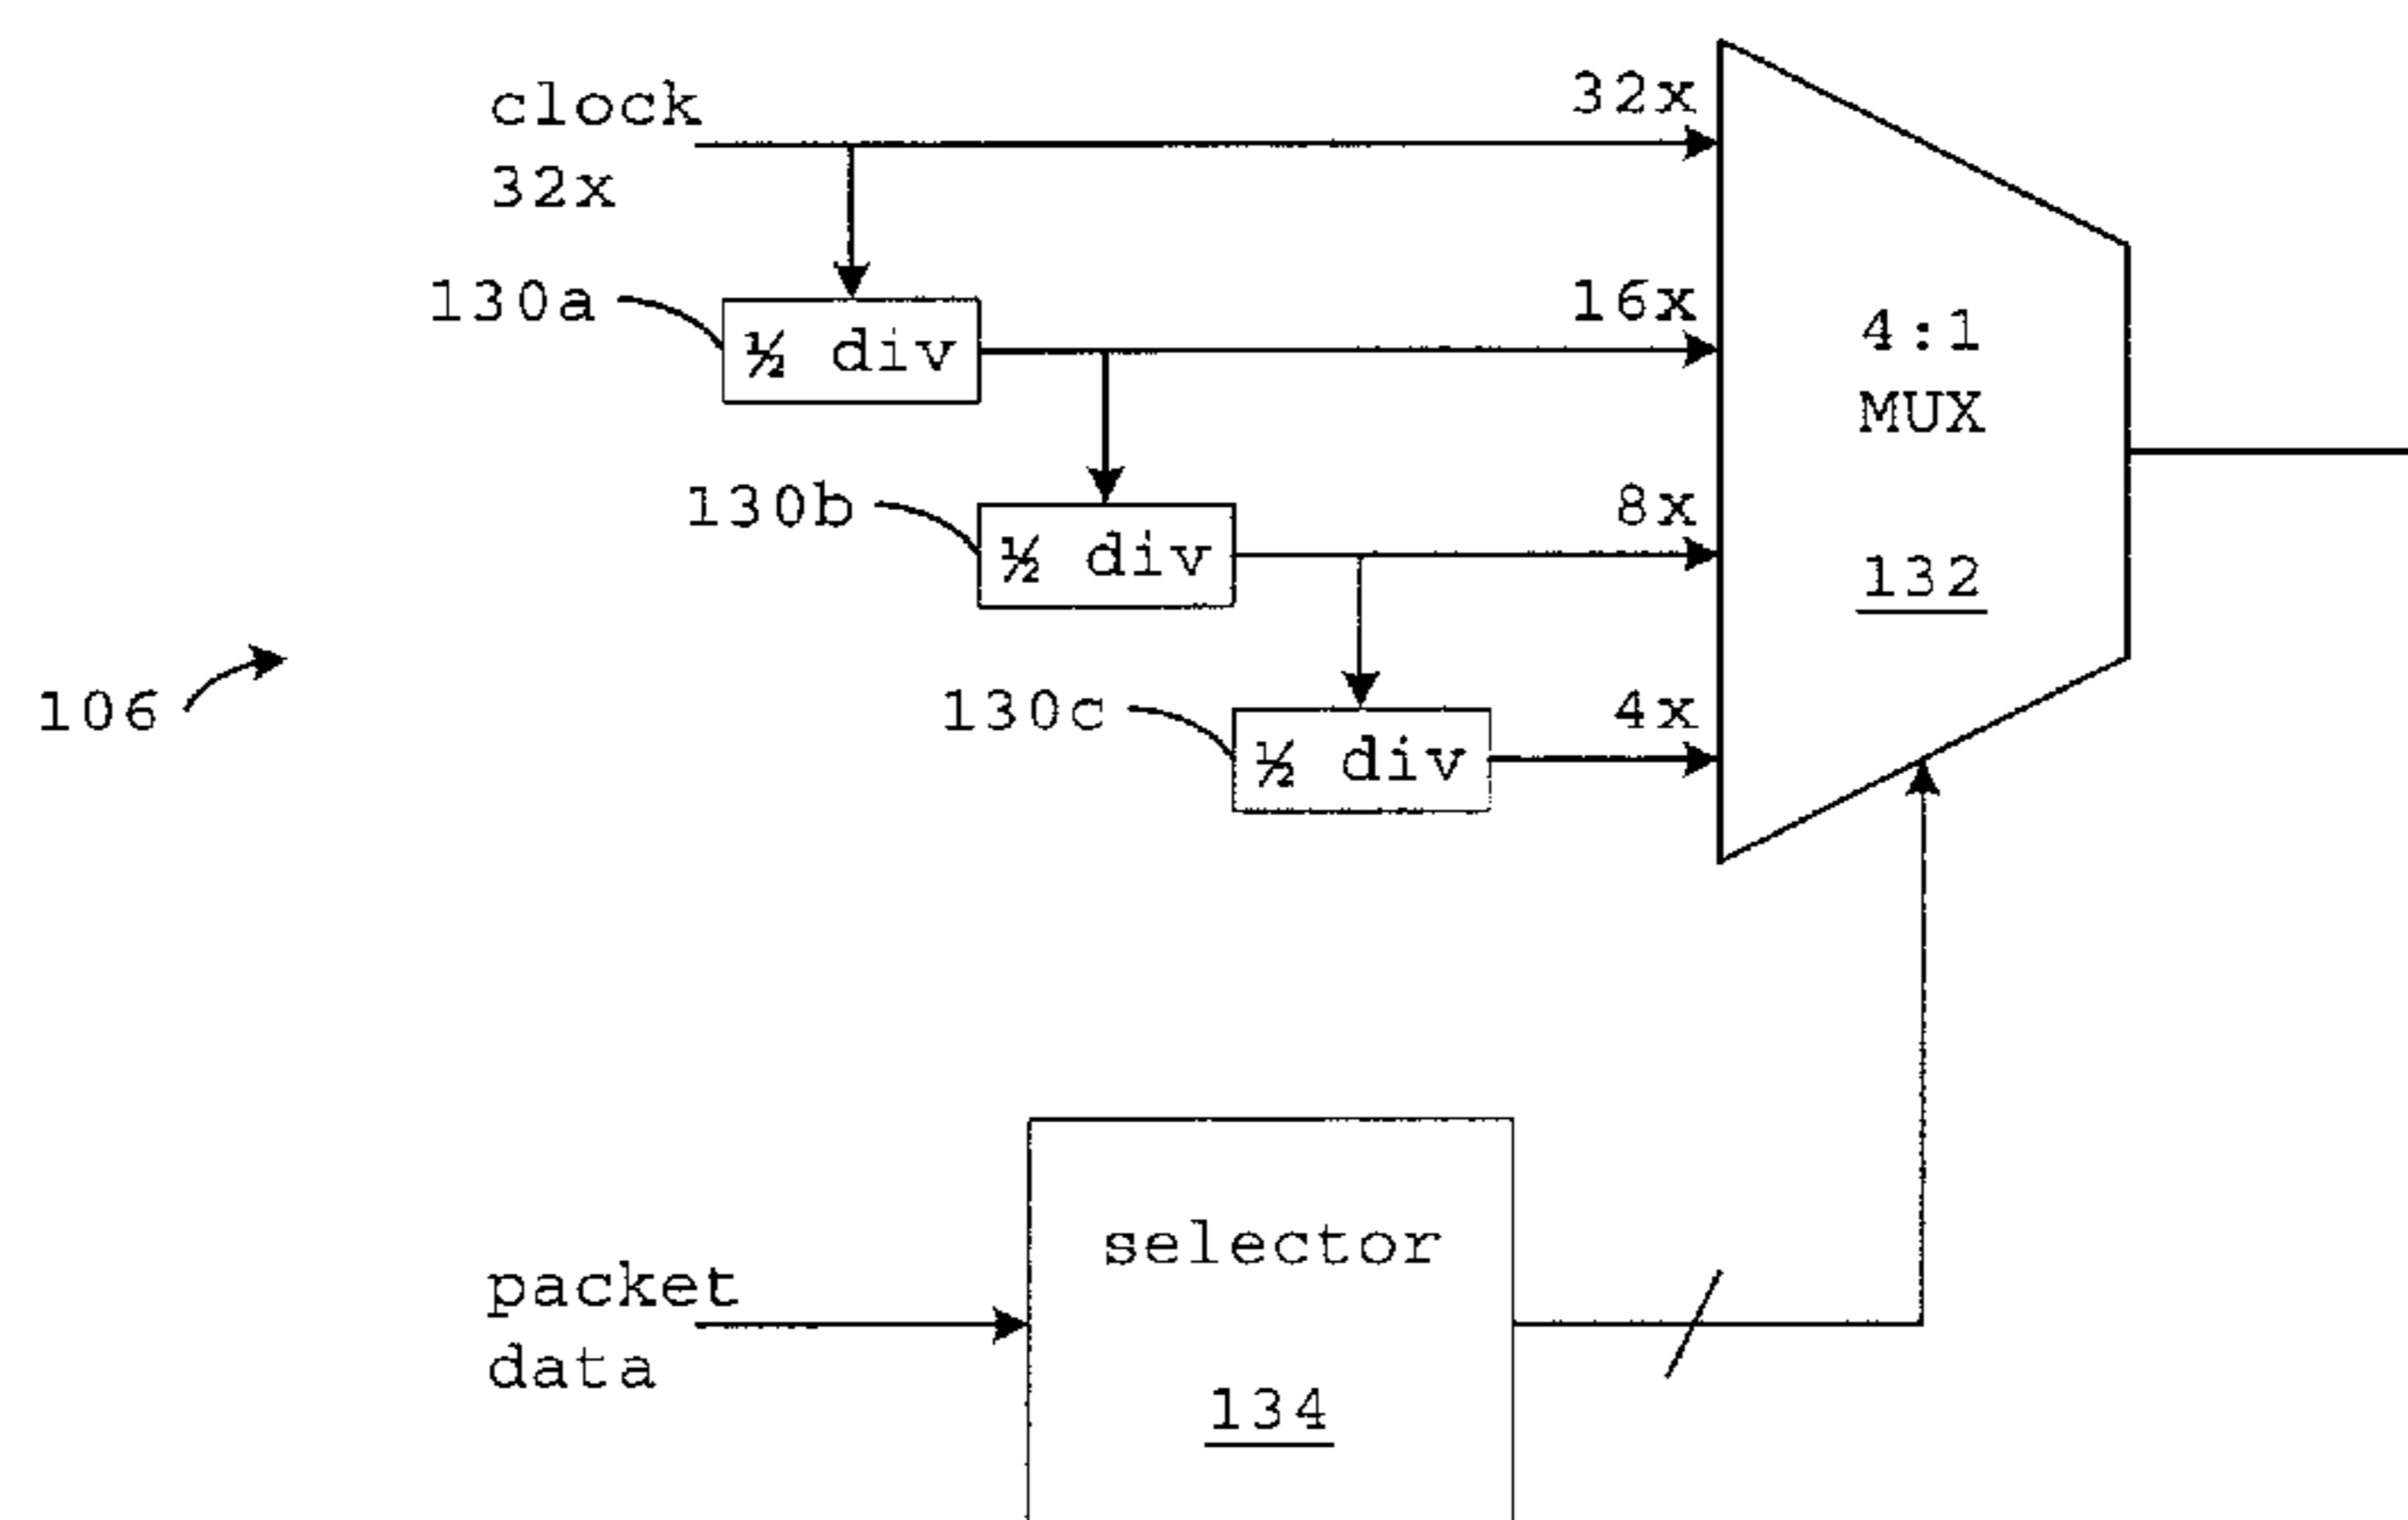 clock
32x
32x
130a
½ div
16x
4:1
MUX
130b
½ div
8x
132
106
130c
½ div
4x
selector
packet
data
134